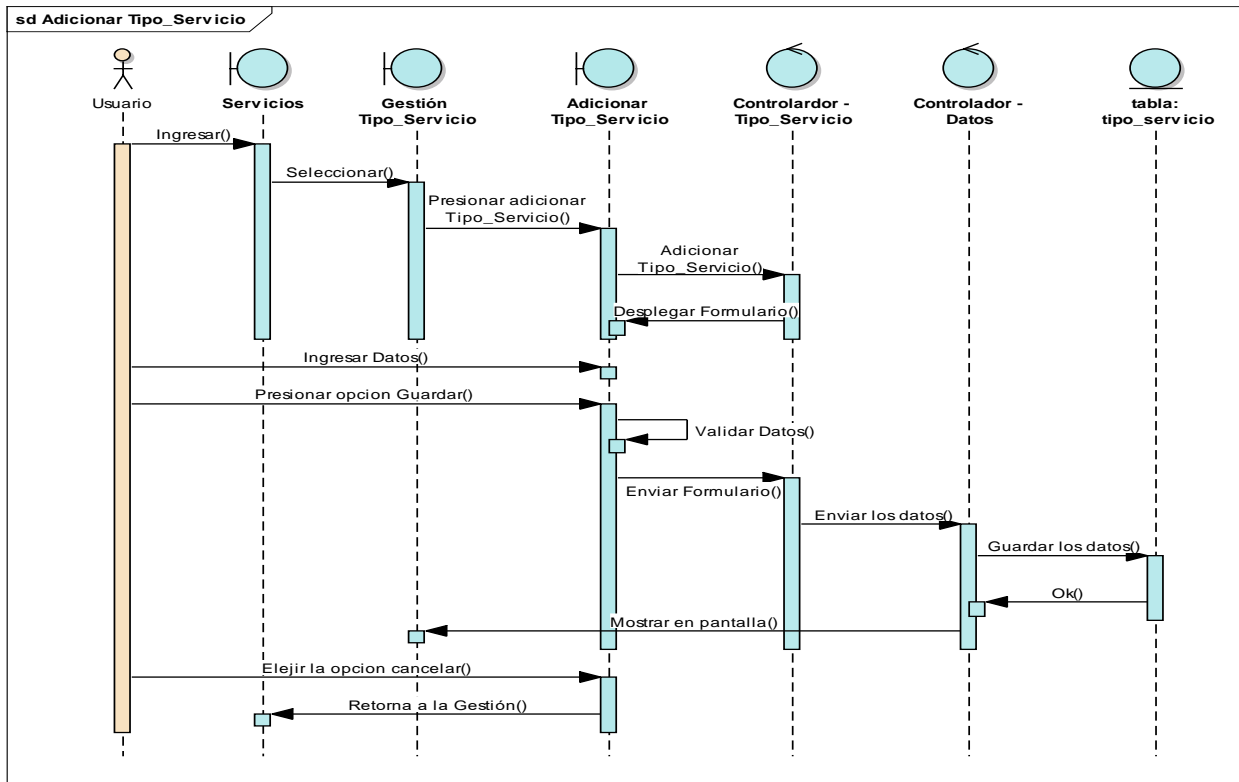 sd Adicionar Tipo_Servicio
Usuario
Servicios
Gestión
Tipo_Servicio
Adicionar
Tipo_Servicio
Controlardor -
Tipo_Servicio
Controlador -
Datos
tabla:
tipo_servicio
Ingresar()
Seleccionar()
Presionar adicionar
Tipo_Servicio()
Adicionar
Tipo_Servicio()
Desplegar Formulario()
Ingresar Datos()
Presionar opcion Guardar()
Validar Datos()
Enviar Formulario()
Enviar los datos()
Guardar los datos()
Ok()
Mostrar en pantalla()
Elejir la opcion cancelar()
Retorna a la Gestión()